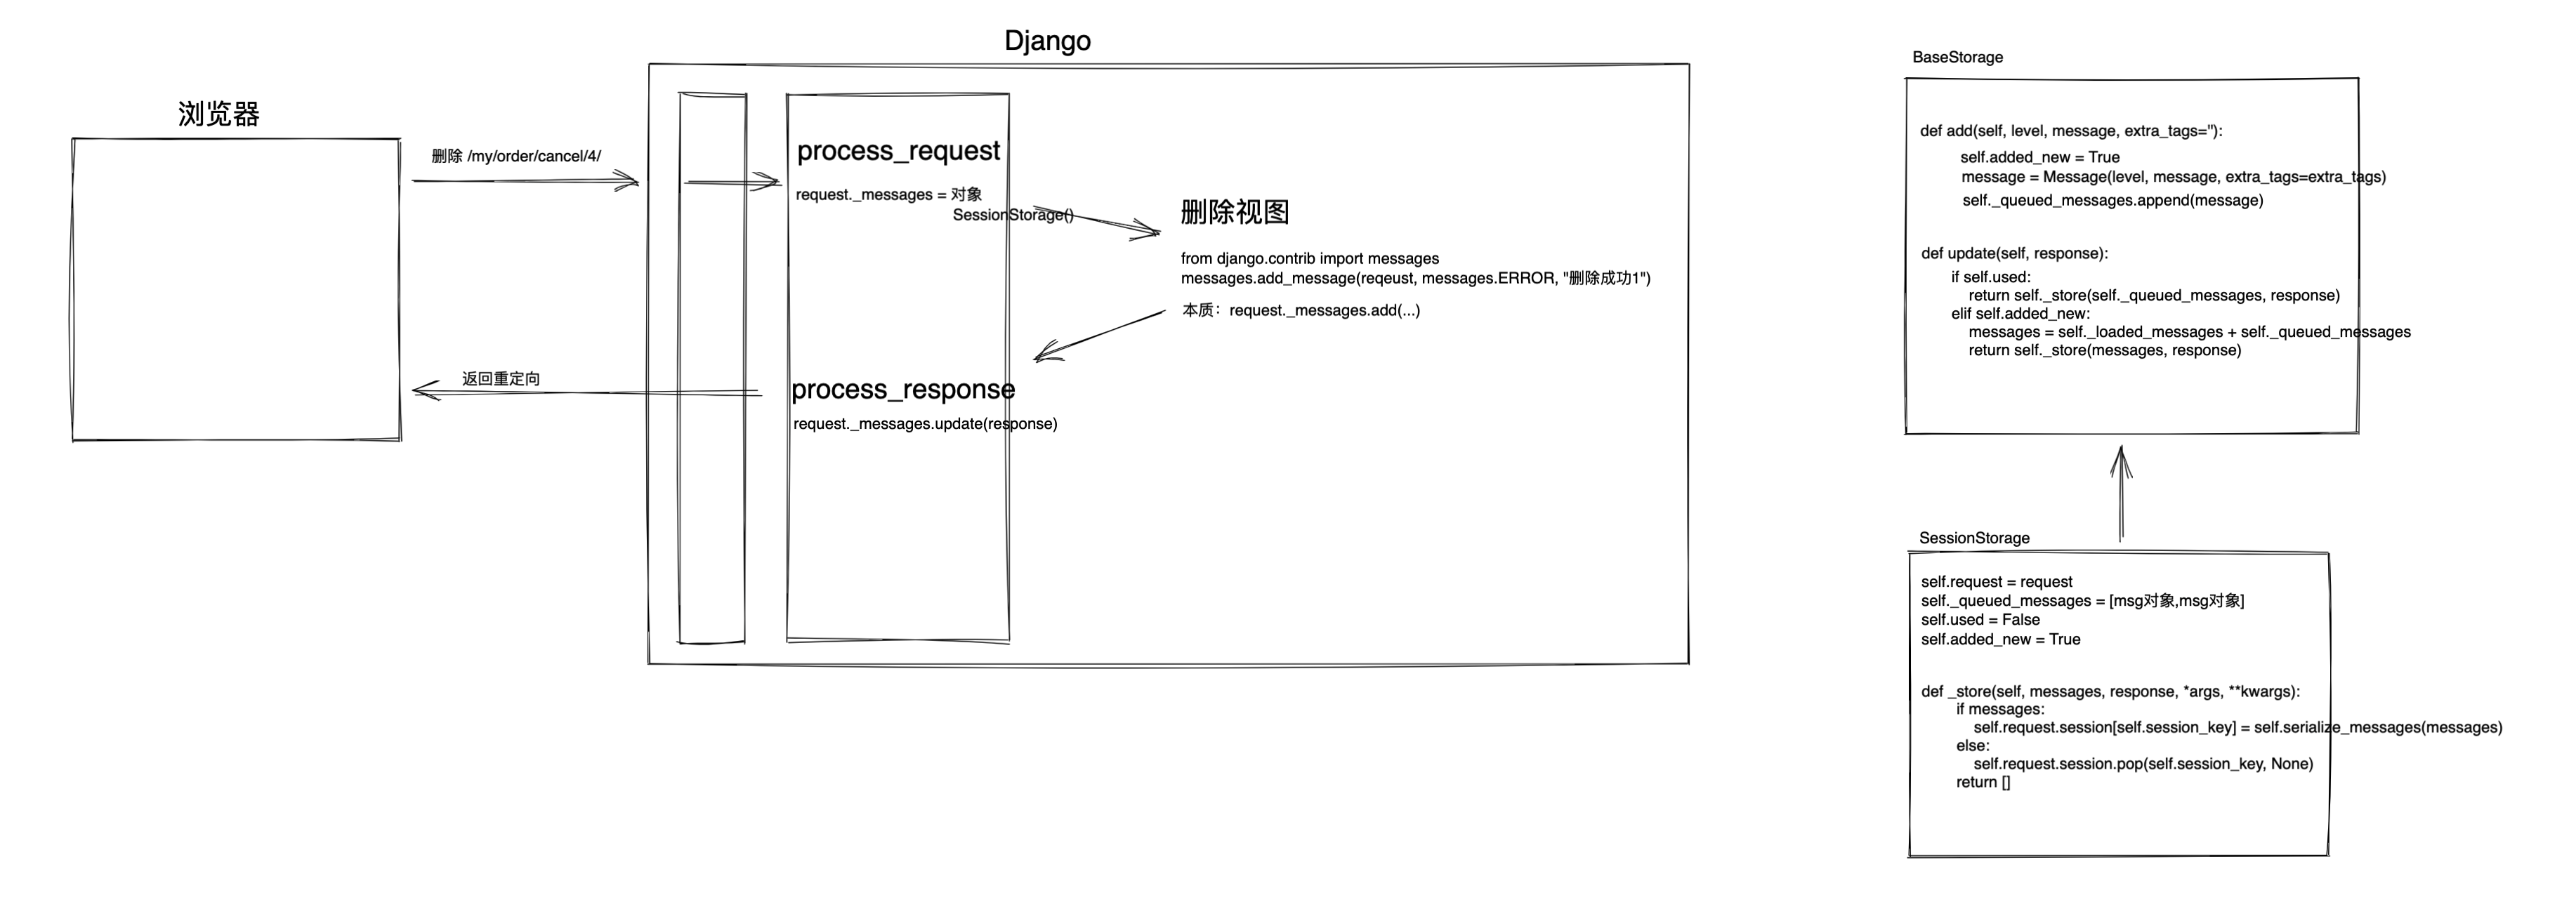 Django
浏览器
删除 /my/order/cancel/4/
process_request
request._messages = 对象
SessionStorage()
删除视图
from django.contrib import messages
messages.add_message(reqeust, messages.ERROR, "删除成功1")
本质：request._messages.add(...)
返回重定向
process_response
request._messages.update(response)
BaseStorage
def add(self, level, message, extra_tags=''):
self.added_new = True
message = Message(level, message, extra_tags=extra_tags)
self._queued_messages.append(message)
def update(self, response):
if self.used:
return self._store(self._queued_messages, response)
elif self.added_new:
messages = self._loaded_messages + self._queued_messages
return self._store(messages, response)
SessionStorage
self.request = request
self._queued_messages = [msg对象,msg对象]
self.used = False
self.added_new = True
def _store(self, messages, response, *args, **kwargs):
if messages:
self.request.session[self.session_key] = self.serialize_messages(messages)
else:
self.request.session.pop(self.session_key, None)
return []